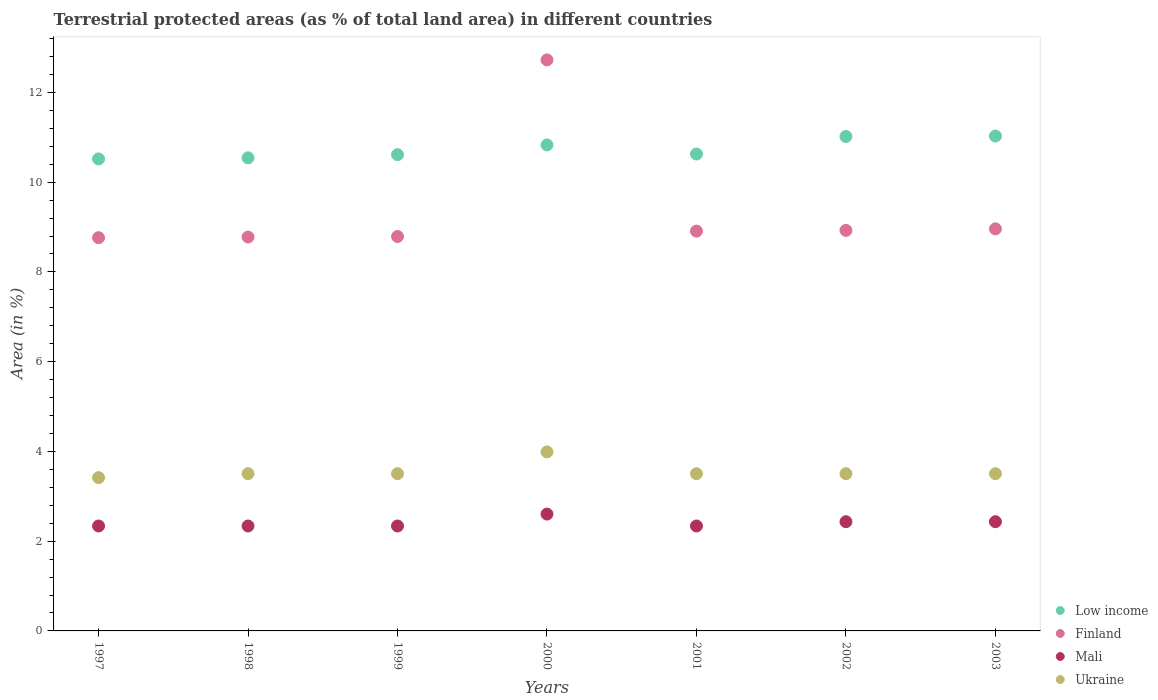 Terrestrial protected areas (as % of total land area) in different countries
12
10
8
6
4
2
0
Area (in %)
1997
1998
1999
2000
2001
2002
2003
Years
Low income
Finland
Mali
Ukraine